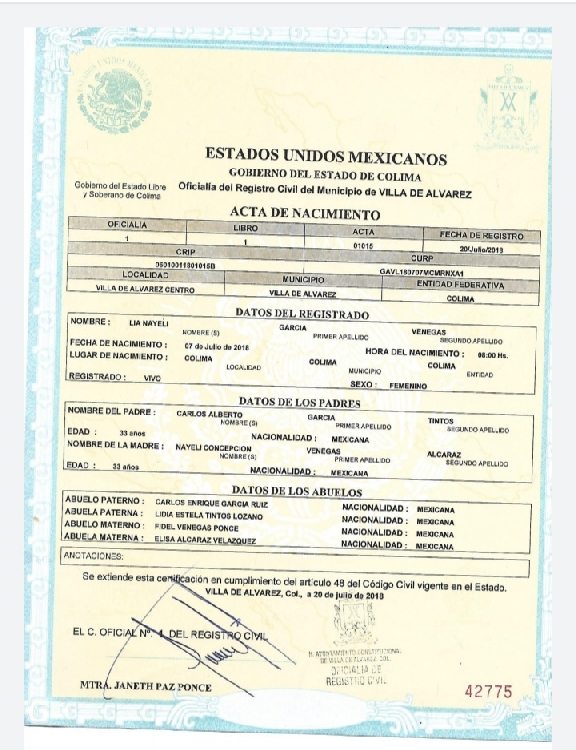 ESTADOS UNIDOS MEXICANOS
GOBIERNO DEL ESTADO DE COLIMA
Gobierno del Estado Libre y Soberano de Colima
Oficialía del Registro Civil del Municipio de VILLA DE ALVAREZ
ACTA DE NACIMIENTO
OFICIALIA LIBRO ACTA FECHA DE REGISTRO
1 1 01015 20/Julio/2018
CRIP CURP
06010011801015B GAVL180707MCMRNXA1
LOCALIDAD MUNICIPIO ENTIDAD FEDERATIVA
VILLA DE ALVAREZ CENTRO VILLA DE ALVAREZ COLIMA
DATOS DEL REGISTRADO
NOMBRE : LIA NAYELI GARCIA VENEGAS
NOMBRE (S) PRIMER APELLIDO SEGUNDO APELLIDO
FECHA DE NACIMIENTO : 07 de Julio de 2018 HORA DEL NACIMIENTO : 08:00 Hs.
LUGAR DE NACIMIENTO : COLIMA COLIMA COLIMA
LOCALIDAD MUNICIPIO ENTIDAD
REGISTRADO : VIVO SEXO : FEMENINO
DATOS DE LOS PADRES
NOMBRE DEL PADRE : CARLOS ALBERTO GARCIA TINTOS
NOMBRE (S) PRIMER APELLIDO SEGUNDO APELLIDO
EDAD : 33 años NACIONALIDAD : MEXICANA
NOMBRE DE LA MADRE : NAYELI CONCEPCION VENEGAS ALCARAZ
NOMBRE (S) PRIMER APELLIDO SEGUNDO APELLIDO
EDAD : 33 años NACIONALIDAD : MEXICANA
DATOS DE LOS ABUELOS
ABUELO PATERNO : CARLOS ENRIQUE GARCIA RUIZ NACIONALIDAD : MEXICANA
ABUELA PATERNA : LIDIA ESTELA TINTOS LOZANO NACIONALIDAD : MEXICANA
ABUELO MATERNO : FIDEL VENEGAS PONCE NACIONALIDAD : MEXICANA
ABUELA MATERNA : ELISA ALCARAZ VELAZQUEZ NACIONALIDAD : MEXICANA
ANOTACIONES:
Se extiende esta certificación en cumplimiento del articulo 48 del Código Civil vigente en el Estado.
VILLA DE ALVAREZ, Col., a 20 de julio de 2018
EL C. OFICIAL Nº. 1 DEL REGISTRO CIVIL
H. AYUNTAMIENTO CONSTITUCIONAL
DE VILLA DE ALVAREZ, COL.
OFICIALIA DE
REGISTRO CIVIL
MTRA. JANETH PAZ PONCE
42775